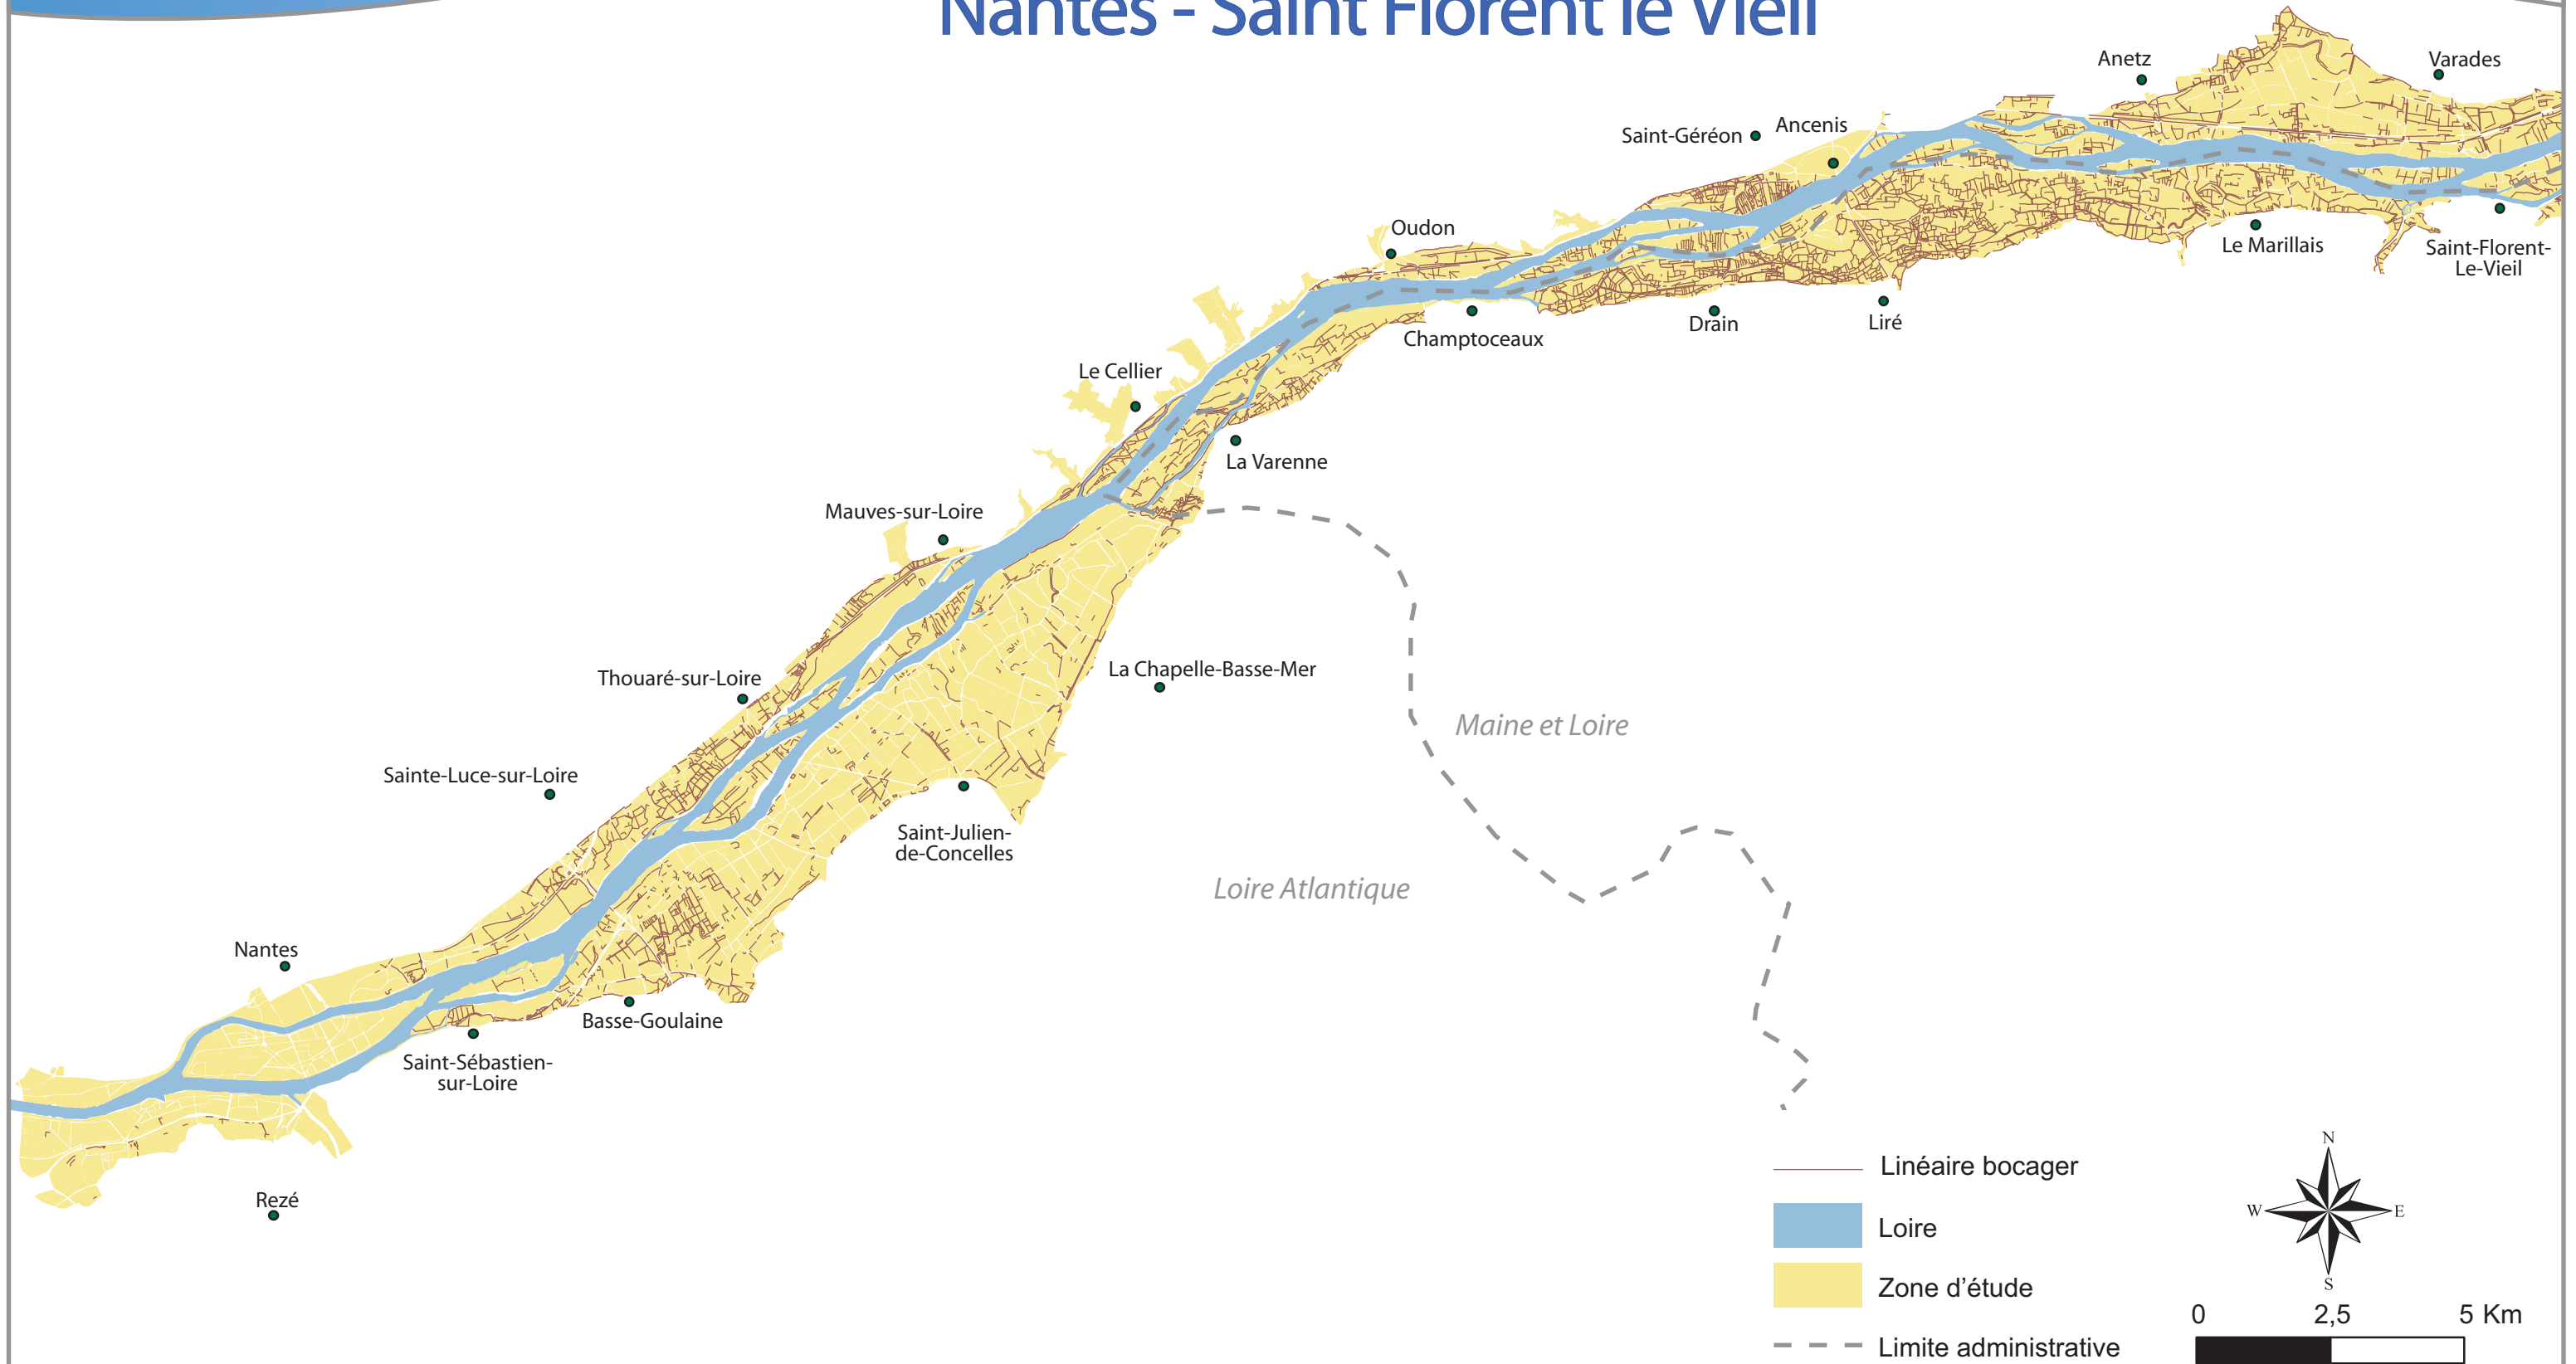 Nantes - Saint Florent le Vieil
Anetz
Varades
Saint-Géréon
Ancenis
Oudon
Le Marillais
Saint-Florent-
Le-Vieil
Champtoceaux
Drain
Liré
Le Cellier
La Varenne
Mauves-sur-Loire
Thouaré-sur-Loire
La Chapelle-Basse-Mer
Maine et Loire
Sainte-Luce-sur-Loire
Saint-Julien-
de-Concelles
Loire Atlantique
Nantes
Basse-Goulaine
Saint-Sébastien-
sur-Loire
Rezé
Linéaire bocager
Loire
Zone d'étude
Limite administrative
N
W
E
S
0 2,5 5 Km